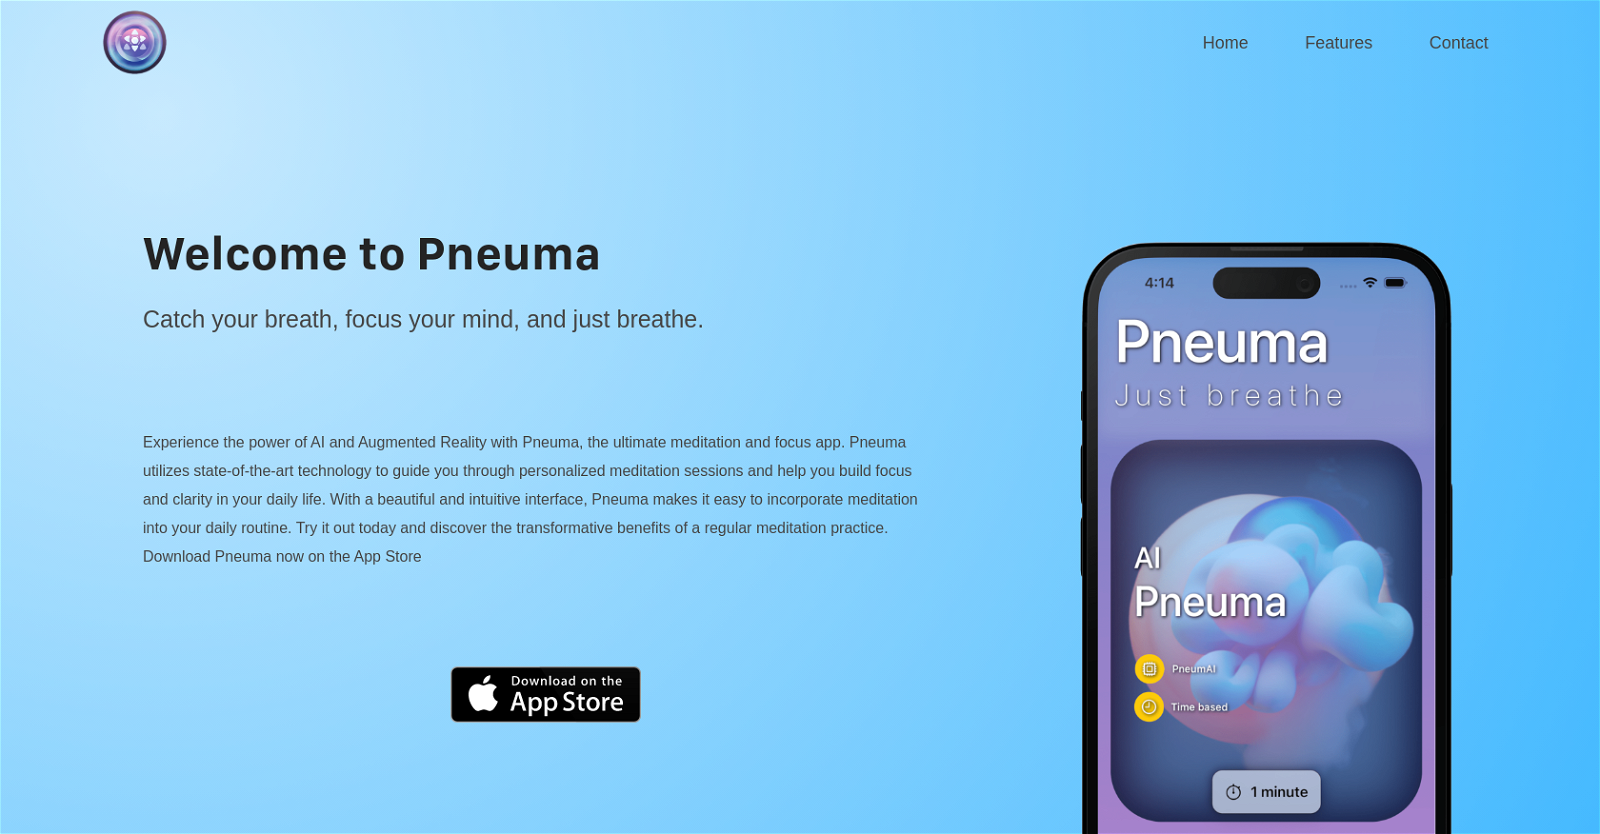 Home Features Contact
Welcome to Pneuma
Catch your breath, focus your mind, and just breathe.
Experience the power of AI and Augmented Reality with Pneuma, the ultimate meditation and focus app. Pneuma
utilizes state-of-the-art technology to guide you through personalized meditation sessions and help you build focus
and clarity in your daily life. With a beautiful and intuitive interface, Pneuma makes it easy to incorporate meditation
into your daily routine. Try it out today and discover the transformative benefits of a regular meditation practice.
Download Pneuma now on the App Store
Download on the
App Store
4:14
Pneuma
Just breathe
AI
Pneuma
PneumAI
Time based
1 minute